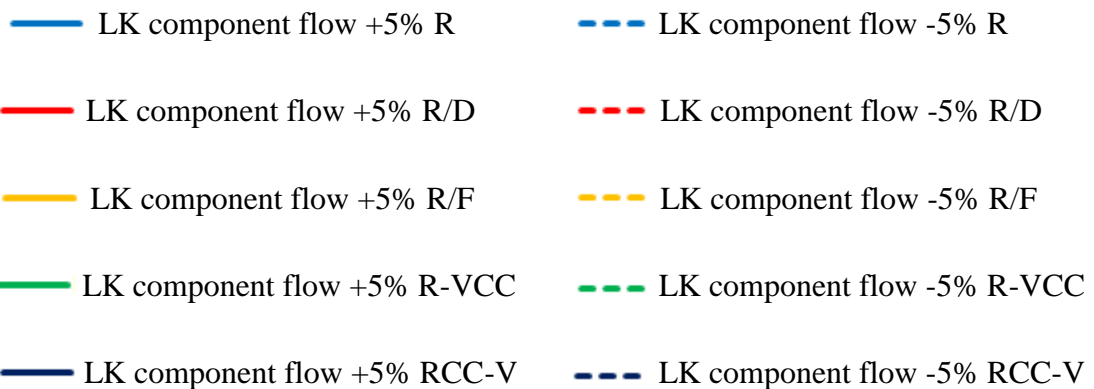 LK component flow +5% R
LK component flow -5% R
LK component flow +5% R/D
LK component flow -5% R/D
LK component flow +5% R/F
LK component flow -5% R/F
LK component flow +5% R-VCC
LK component flow -5% R-VCC
LK component flow +5% RCC-V
LK component flow -5% RCC-V